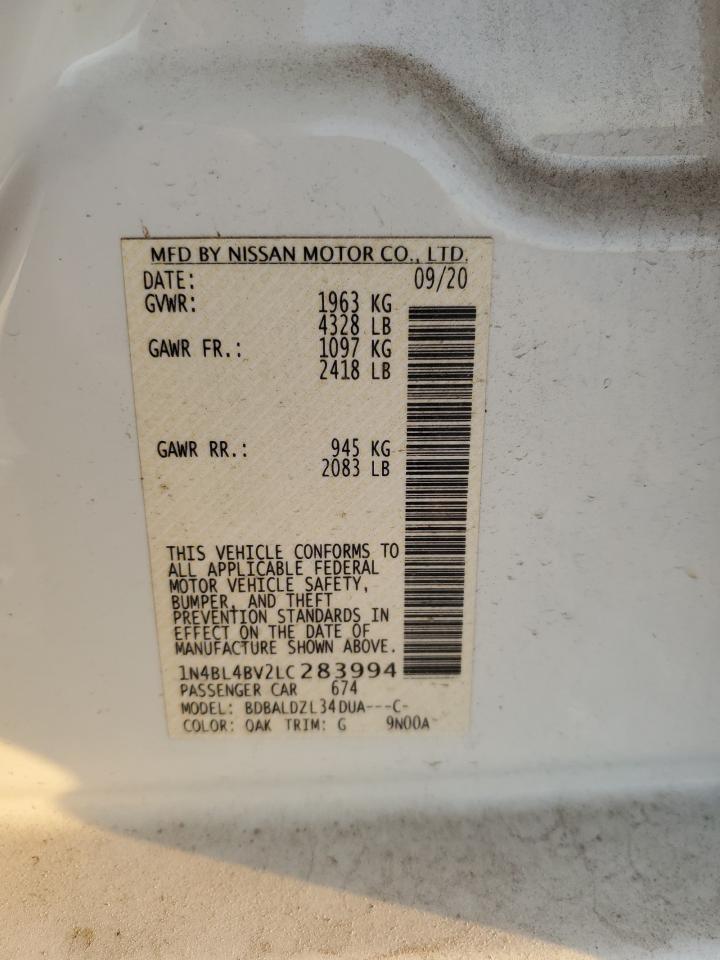 MFD BY NISSAN MOTOR CO., LTD.
DATE: 09/20
GVWR: 1963 KG
4328 LB
GAWR FR.: 1097 KG
2418 LB
GAWR RR.: 945 KG
2083 LB
THIS VEHICLE CONFORMS TO
ALL APPLICABLE FEDERAL
MOTOR VEHICLE SAFETY,
BUMPER, AND THEFT
PREVENTION STANDARDS IN
EFFECT ON THE DATE OF
MANUFACTURE SHOWN ABOVE.
1N4BL4BV2LC283994
PASSENGER CAR 674
MODEL: BDBALDZL34DUA---C-
COLOR: QAK TRIM: G 9N00A